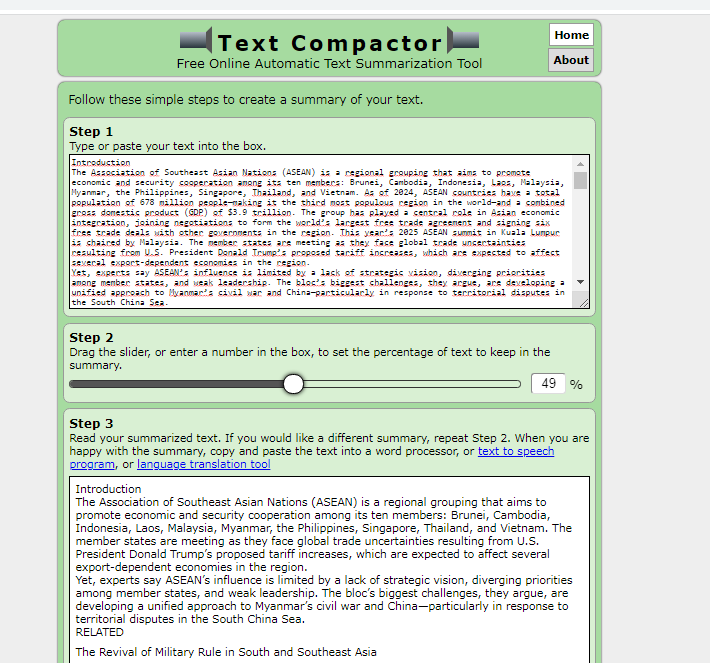 Text Compactor
Free Online Automatic Text Summarization Tool
Home
About
Follow these simple steps to create a summary of your text.
Step 1
Type or paste your text into the box.
Introduction
The Association of Southeast Asian Nations (ASEAN) is a regional grouping that aims to promote
economic and security cooperation among its ten members: Brunei, Cambodia, Indonesia, Laos, Malaysia,
Myanmar, the Philippines, Singapore, Thailand, and Vietnam. As of 2024, ASEAN countries have a total
population of 678 million people—making it the third most populous region in the world—and a combined
gross domestic product (GDP) of $3.9 trillion. The group has played a central role in Asian economic
integration, joining negotiations to form the world's largest free trade agreement and signing six
free trade deals with other governments in the region. This year's 2025 ASEAN summit in Kuala Lumpur
is chaired by Malaysia. The member states are meeting as they face global trade uncertainties
resulting from U.S. President Donald Trump's proposed tariff increases, which are expected to affect
several export-dependent economies in the region.
Yet, experts say ASEAN's influence is limited by a lack of strategic vision, diverging priorities
among member states, and weak leadership. The bloc's biggest challenges, they argue, are developing a
unified approach to Myanmar's civil war and China—particularly in response to territorial disputes in
the South China Sea.
Step 2
Drag the slider, or enter a number in the box, to set the percentage of text to keep in the
summary.
49 %
Step 3
Read your summarized text. If you would like a different summary, repeat Step 2. When you are
happy with the summary, copy and paste the text into a word processor, or text to speech
program, or language translation tool
Introduction
The Association of Southeast Asian Nations (ASEAN) is a regional grouping that aims to
promote economic and security cooperation among its ten members: Brunei, Cambodia,
Indonesia, Laos, Malaysia, Myanmar, the Philippines, Singapore, Thailand, and Vietnam. The
member states are meeting as they face global trade uncertainties resulting from U.S.
President Donald Trump's proposed tariff increases, which are expected to affect several
export-dependent economies in the region.
Yet, experts say ASEAN's influence is limited by a lack of strategic vision, diverging priorities
among member states, and weak leadership. The bloc's biggest challenges, they argue, are
developing a unified approach to Myanmar's civil war and China—particularly in response to
territorial disputes in the South China Sea.
RELATED
The Revival of Military Rule in South and Southeast Asia